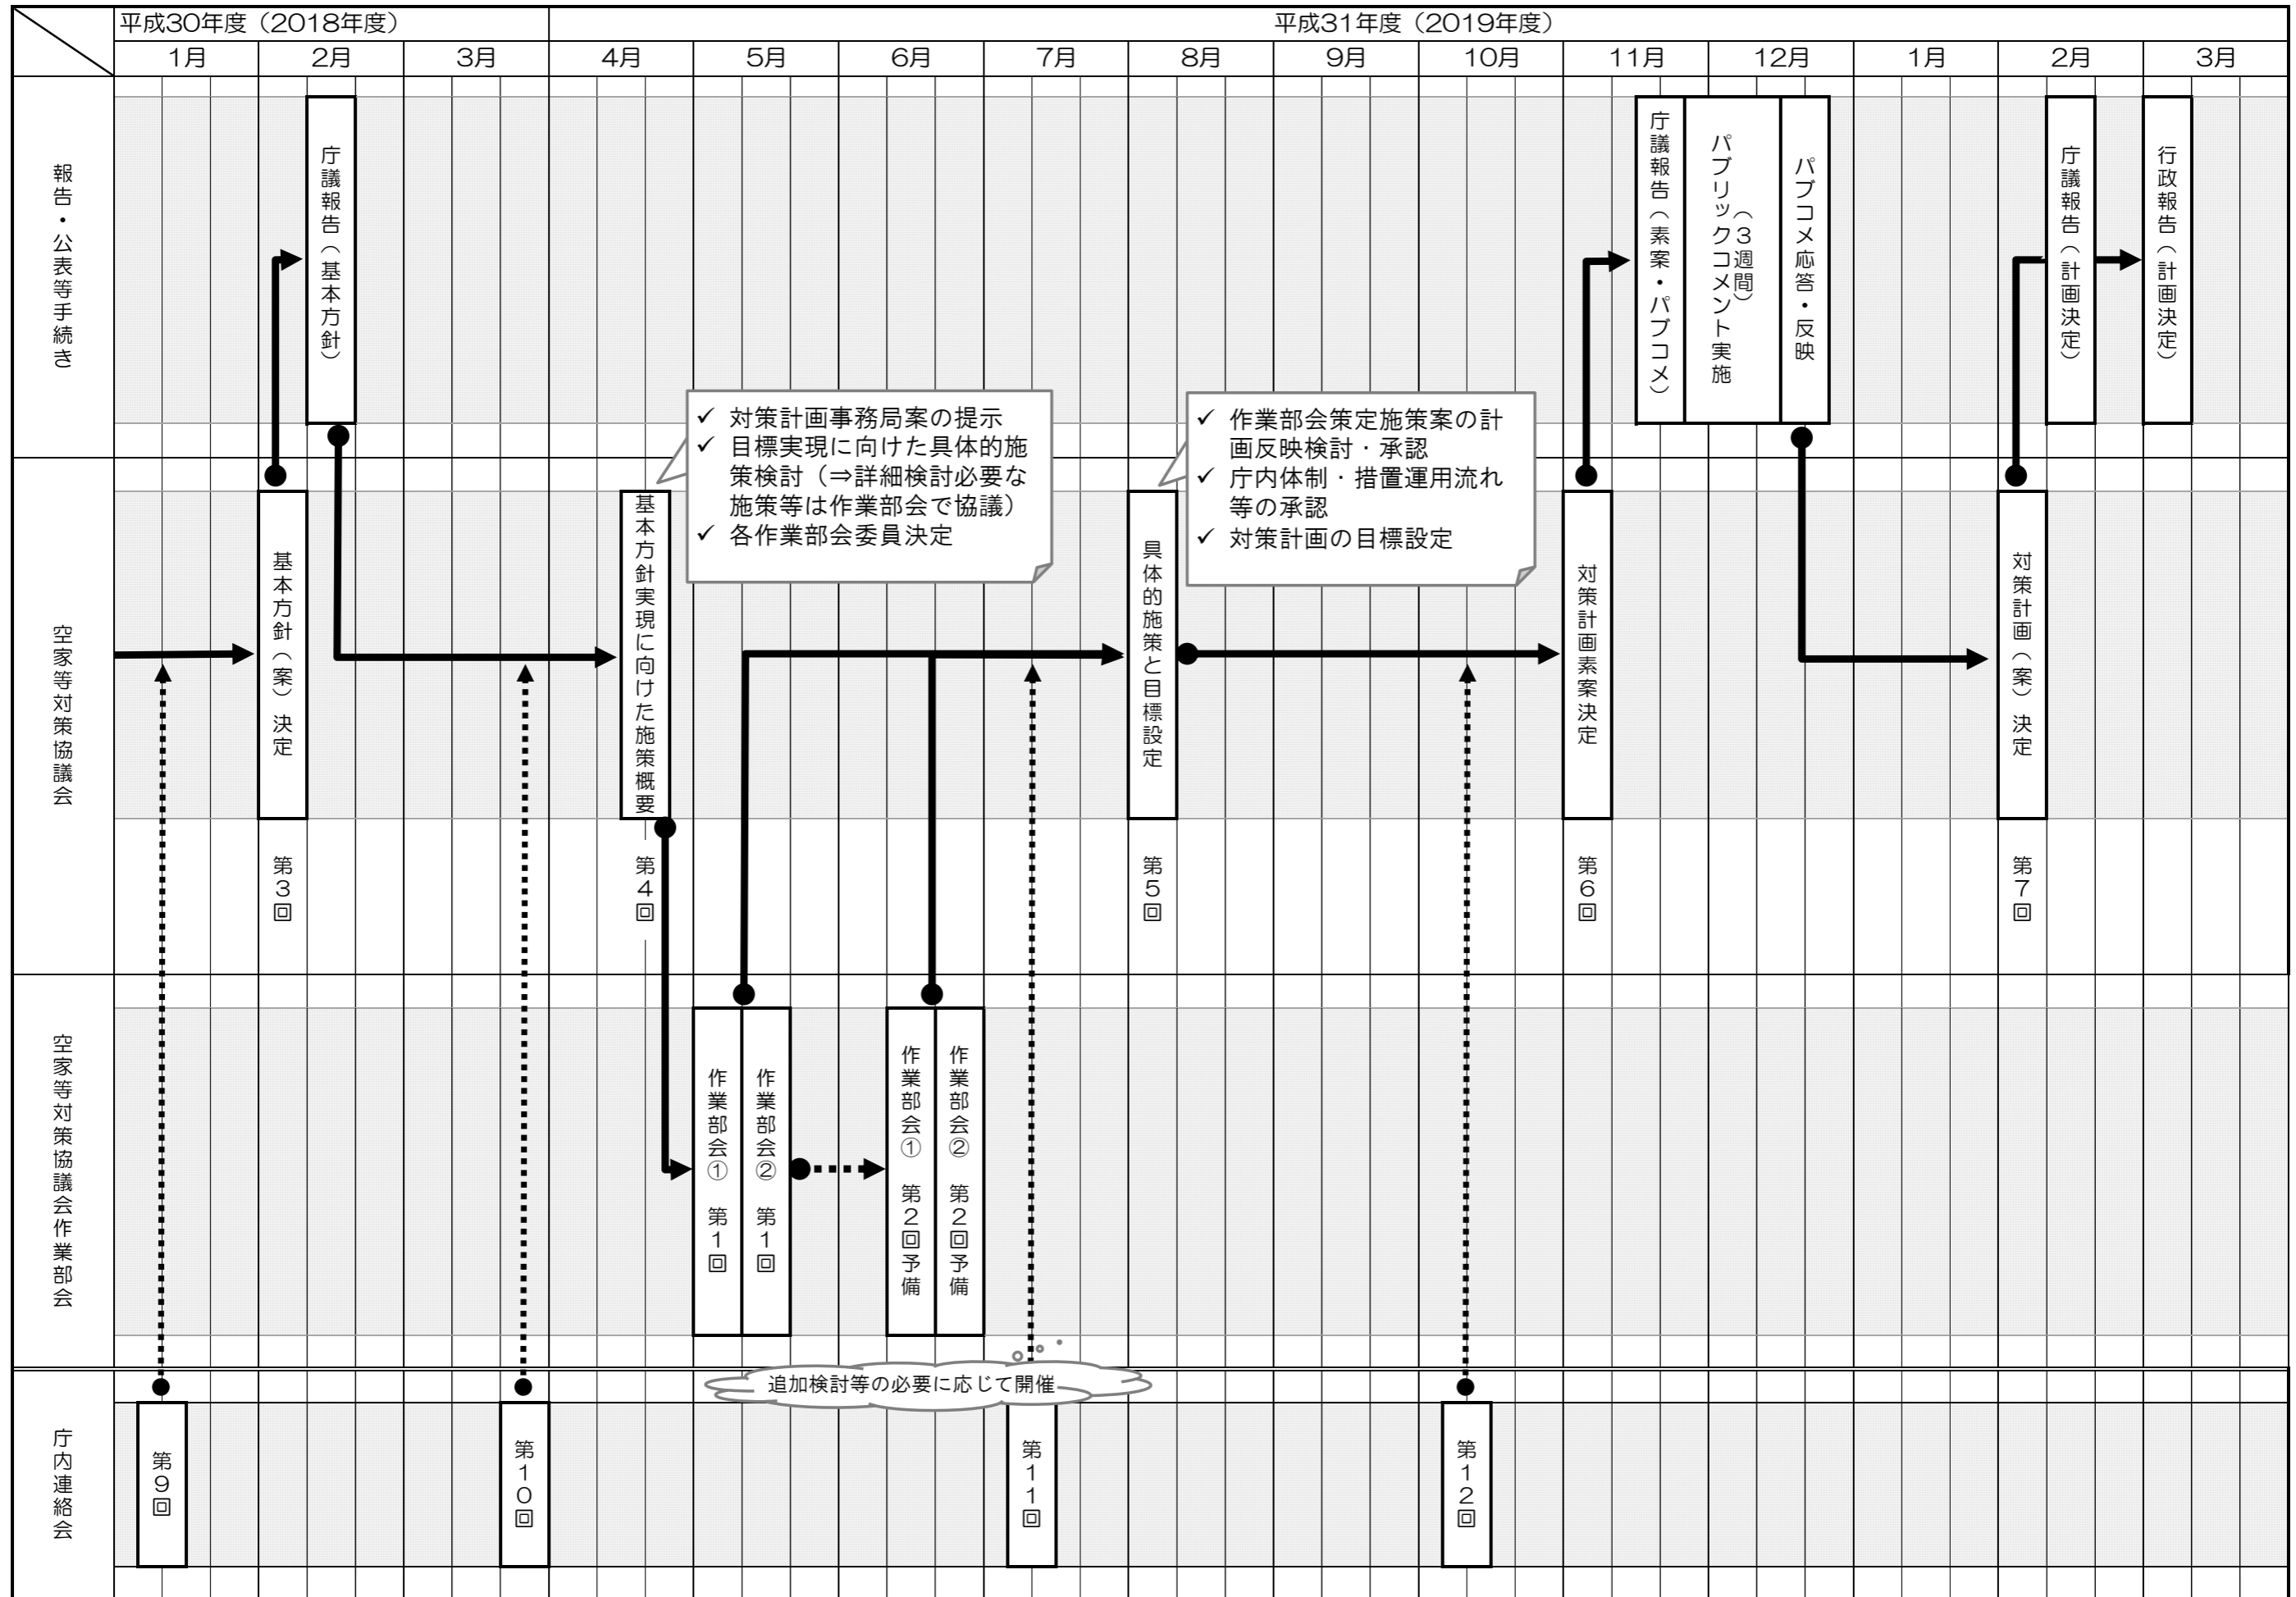 平成30年度（2018年度）
平成31年度（2019年度）
1月
2月
3月
4月
5月
6月
7月
8月
9月
10月
11月
12月
1月
2月
3月
報告・公表等手続き
庁議報告（基本方針）
庁議報告（素案・パブコメ）
パブリックコメント実施
（3週間）
パブコメ応答・反映
庁議報告（計画決定）
行政報告（計画決定）
✓ 対策計画事務局案の提示
✓ 目標実現に向けた具体的施
策検討（⇒詳細検討必要な
施策等は作業部会で協議）
✓ 各作業部会委員決定
✓ 作業部会策定施策案の計
画反映検討・承認
✓ 庁内体制・措置運用流れ
等の承認
✓ 対策計画の目標設定
空家等対策協議会
基本方針（案）決定
基本方針実現に向けた施策概要
具体的施策と目標設定
対策計画素案決定
対策計画（案）決定
第3回
第4回
第5回
第6回
第7回
空家等対策協議会作業部会
作業部会① 第1回
作業部会② 第1回
作業部会① 第2回予備
作業部会② 第2回予備
追加検討等の必要に応じて開催
庁内連絡会
第9回
第10回
第11回
第12回